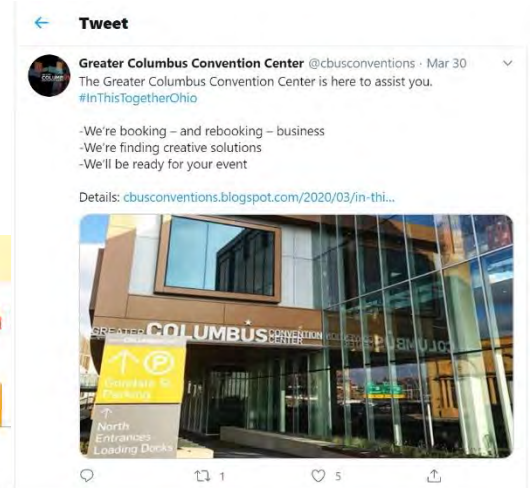 Tweet
Greater Columbus Convention Center @cbusconventions · Mar 30
The Greater Columbus Convention Center is here to assist you.
#InThisTogetherOhio
-We're booking – and rebooking – business
-We're finding creative solutions
-We'll be ready for your event
Details: cbusconventions.blogspot.com/2020/03/in-thi...
GREATER COLUMBUS CONVENTION CENTER
P
Parking
North
Entrances
Loading Docks
1
5